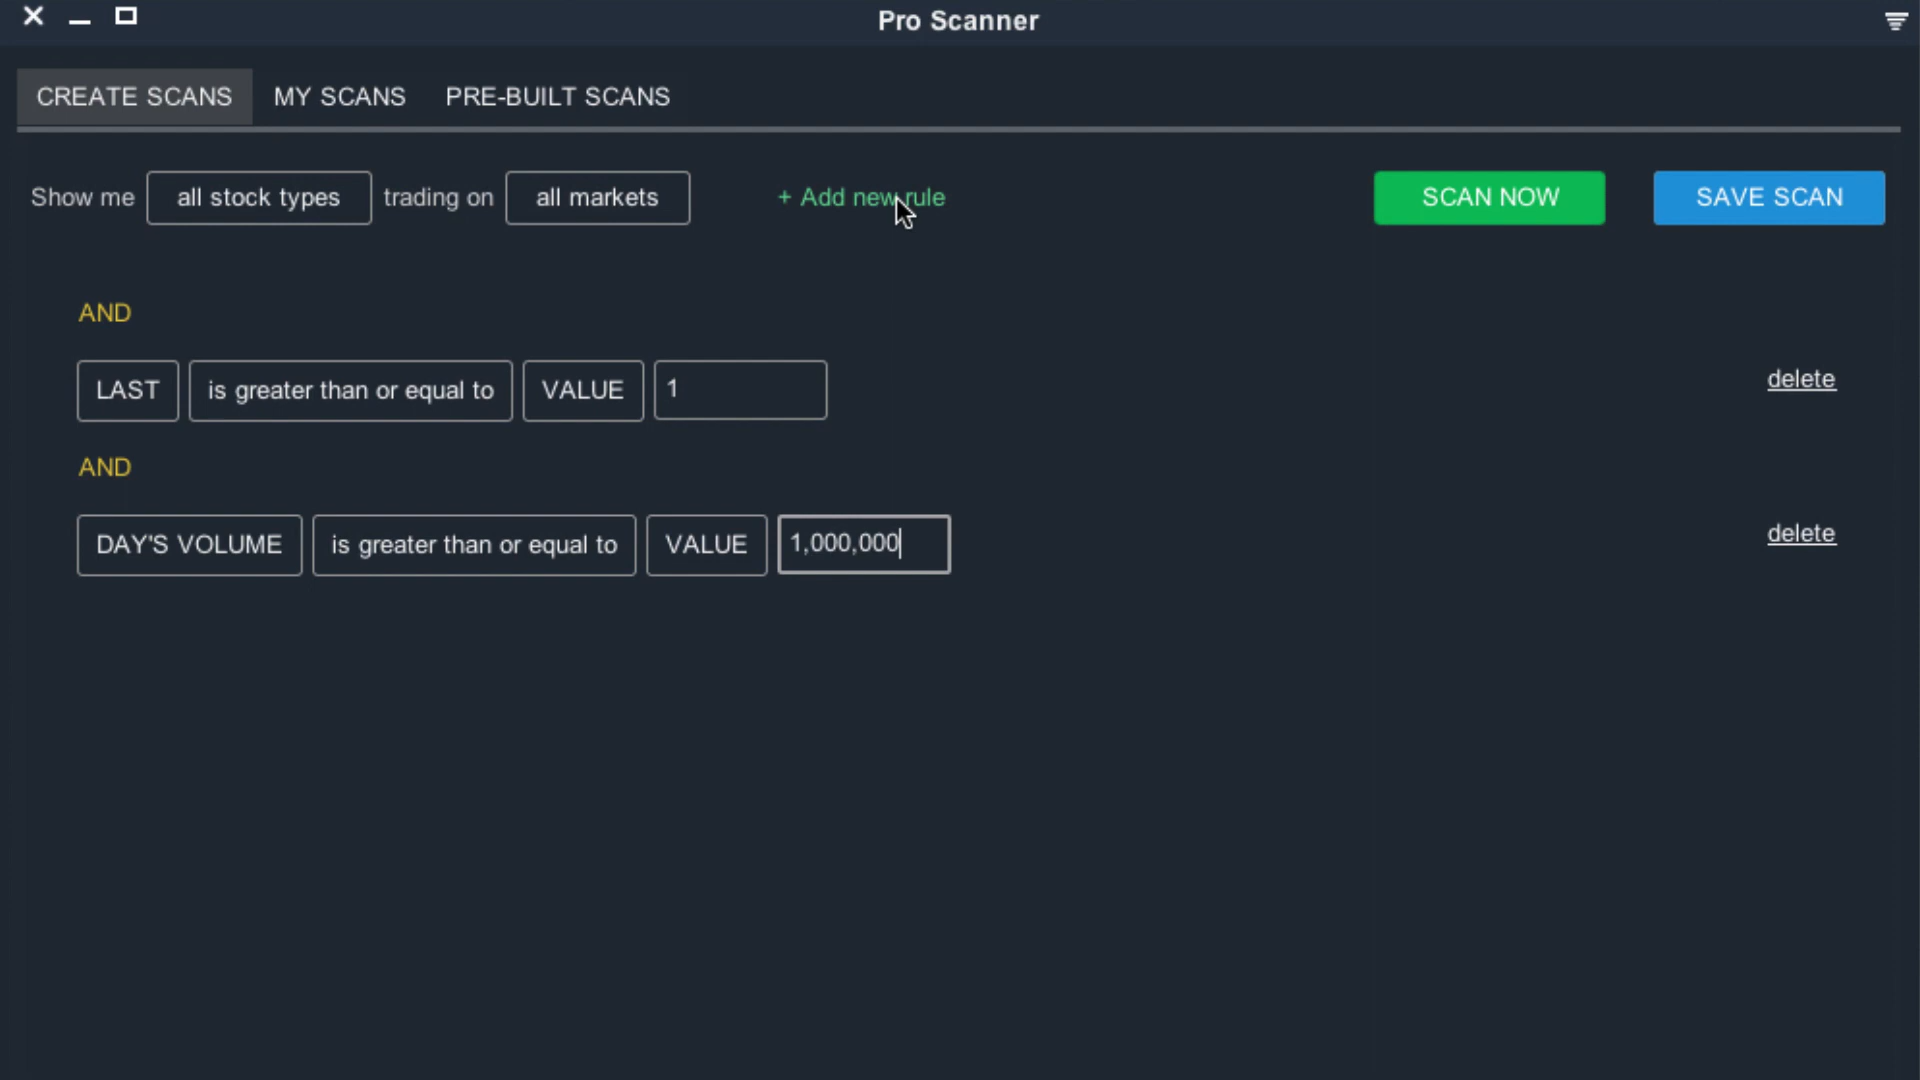 Pro Scanner
CREATE SCANS MY SCANS PRE-BUILT SCANS
Show me all stock types trading on all markets + Add new rule SCAN NOW SAVE SCAN
AND
LAST is greater than or equal to VALUE 1 delete
AND
DAY'S VOLUME is greater than or equal to VALUE 1,000,000 delete